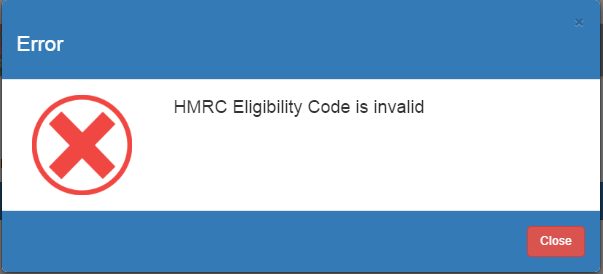 ×
Error
HMRC Eligibility Code is invalid
Close